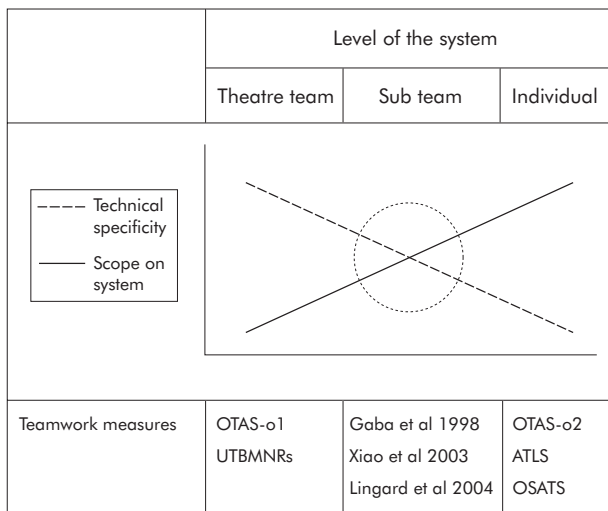 Level of the system
Theatre team Sub team Individual
Technical
specificity
Scope on
system
Teamwork measures
OTAS-o1
UTBMNRs
Gaba et al 1998
Xiao et al 2003
Lingard et al 2004
OTAS-o2
ATLS
OSATS